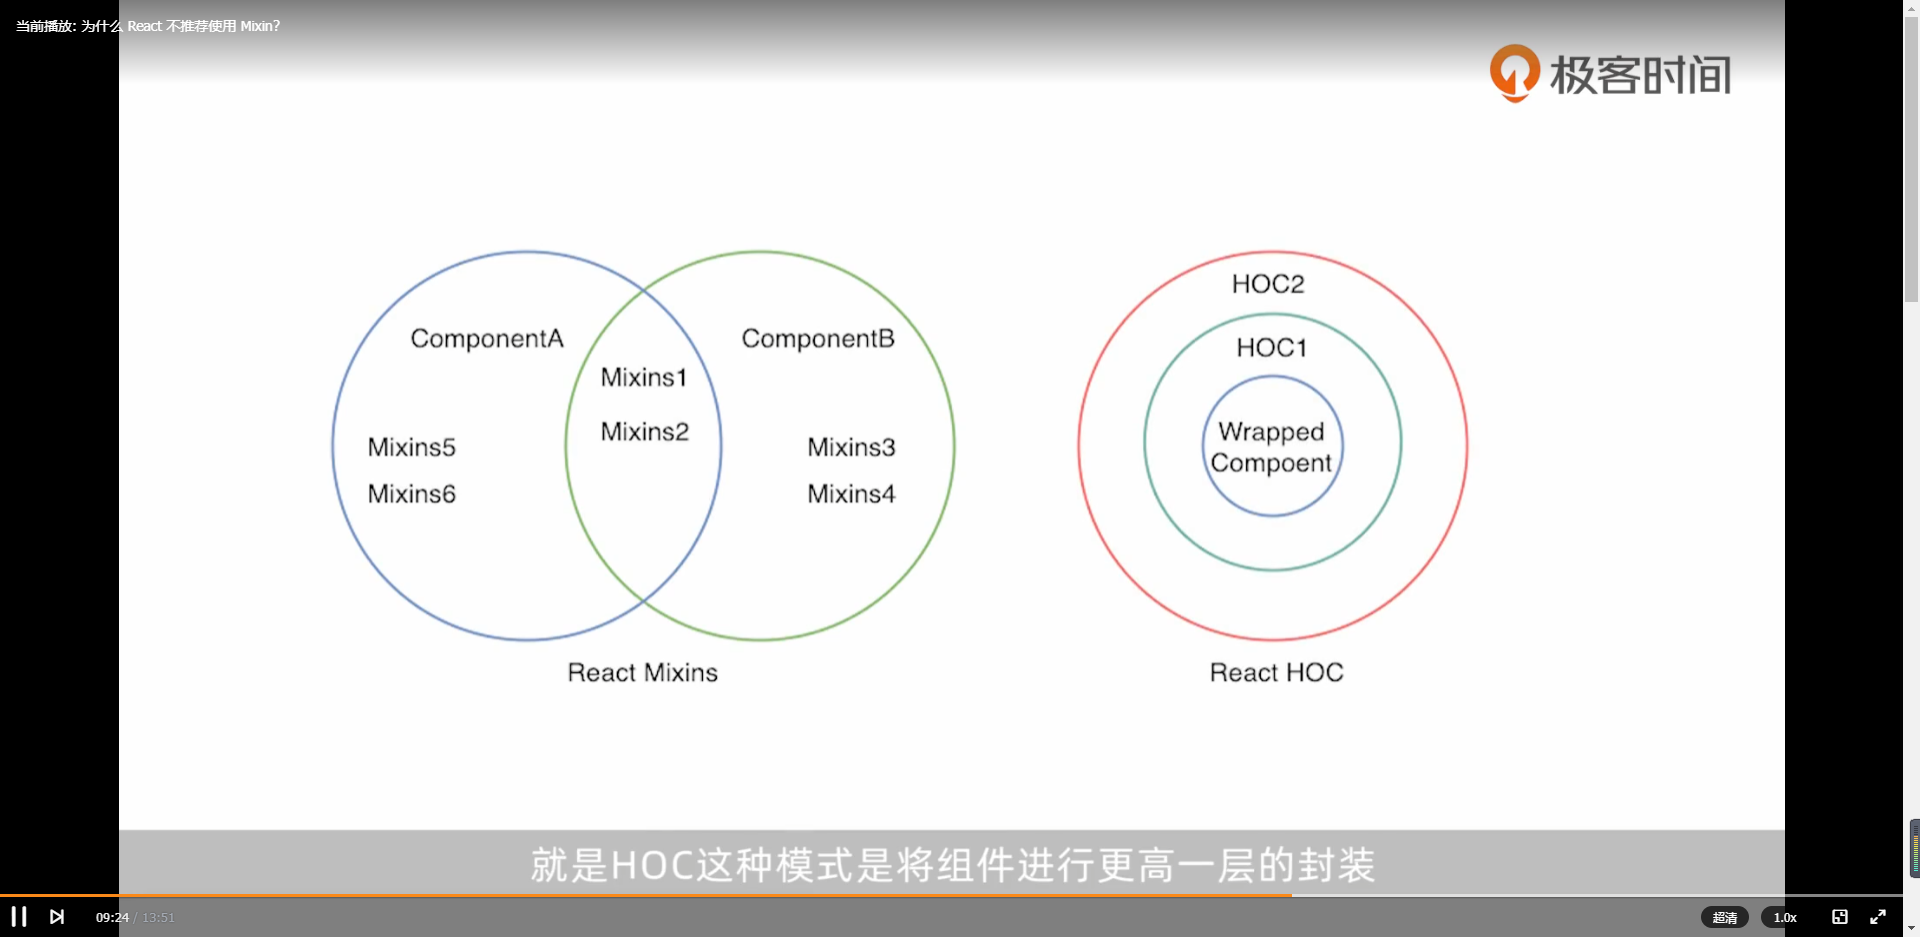 当前播放: 为什么 React 不推荐使用 Mixin?
极客时间
ComponentA
ComponentB
Mixins1
Mixins2
Mixins5
Mixins6
Mixins3
Mixins4
React Mixins
HOC2
HOC1
Wrapped
Compoent
React HOC
就是HOC这种模式是将组件进行更高一层的封装
09:24 / 13:51
超清
1.0x